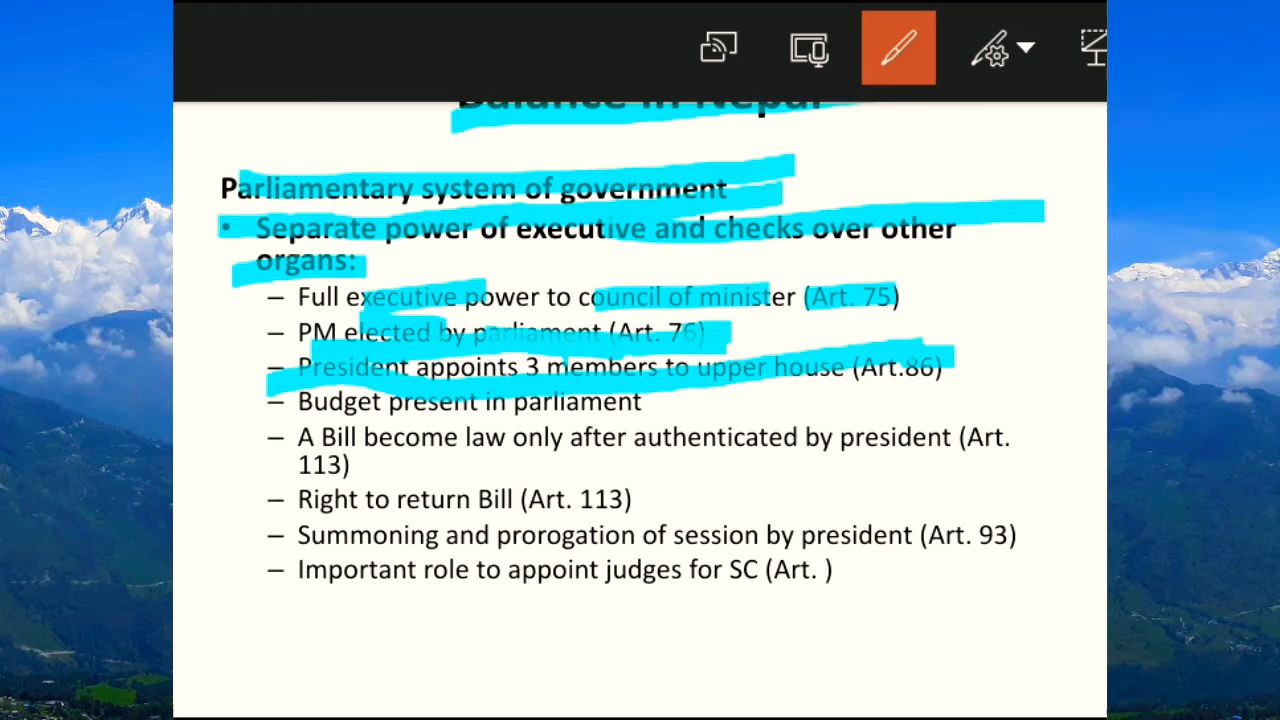 Balance in Nepal
Parliamentary system of government
• Separate power of executive and checks over other
organs:
– Full executive power to council of minister (Art. 75)
– PM elected by parliament (Art. 76)
– President appoints 3 members to upper house (Art.86)
– Budget present in parliament
– A Bill become law only after authenticated by president (Art.
113)
– Right to return Bill (Art. 113)
– Summoning and prorogation of session by president (Art. 93)
– Important role to appoint judges for SC (Art. )